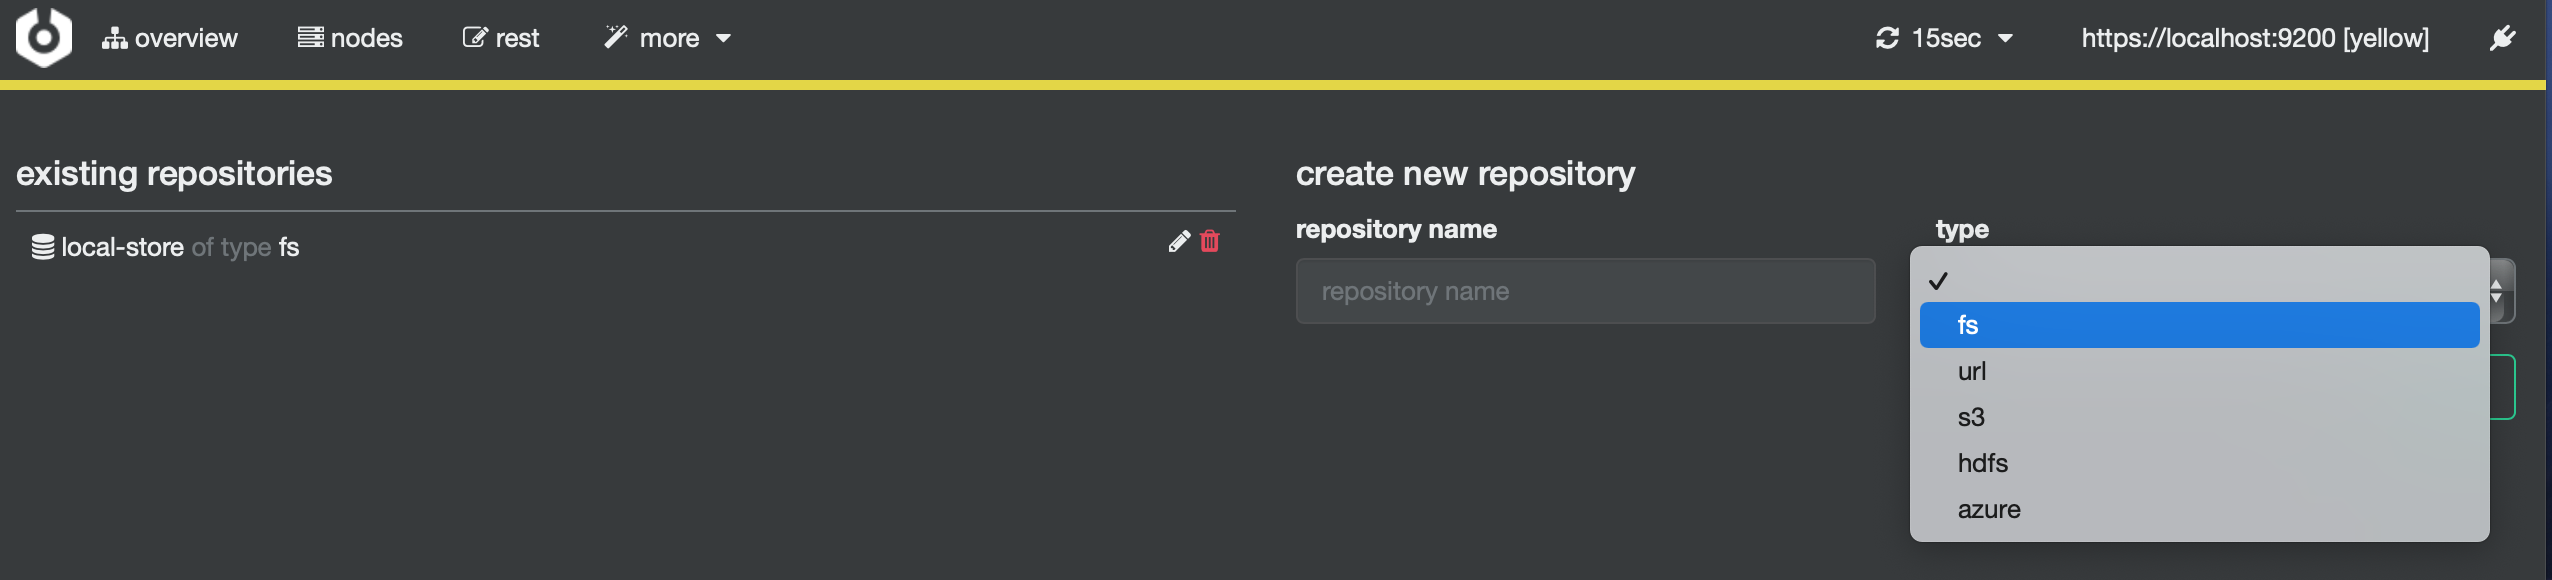 overview nodes rest more 15sec https://localhost:9200 [yellow]
existing repositories
local-store of type fs
create new repository
repository name type
repository name
fs
url
s3
hdfs
azure